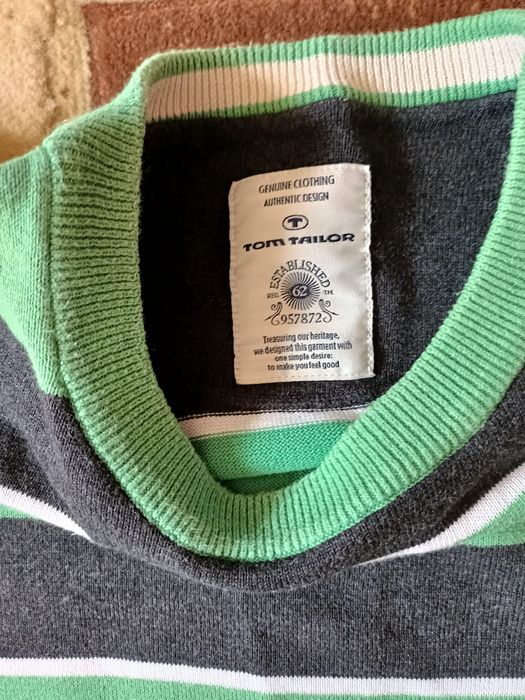 GENUINE CLOTHING
AUTHENTIC DESIGN
T
TOM TAILOR
ESTABLISHED
REG. 62 TM.
957872
Treasuring our heritage,
we designed this garment with
one simple desire:
to make you feel good